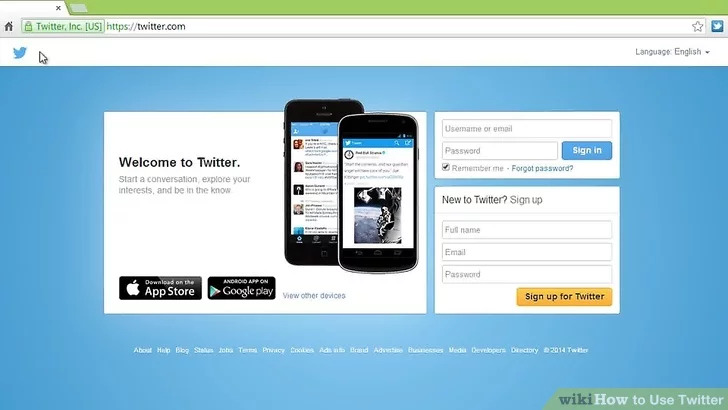 Twitter, Inc. [US] https://twitter.com
Language: English
Welcome to Twitter.
Start a conversation, explore your
interests, and be in the know
Download on the
App Store
ANDROID APP ON
Google play
View other devices
Username or email
Password
Sign in
Remember me · Forgot password?
New to Twitter? Sign up
Full name
Email
Password
Sign up for Twitter
About Help Blog Status Jobs Terms Privacy Cookies Ads info Brand Advertise Businesses Media Developers Directory © 2014 Twitter
wikiHow to Use Twitter